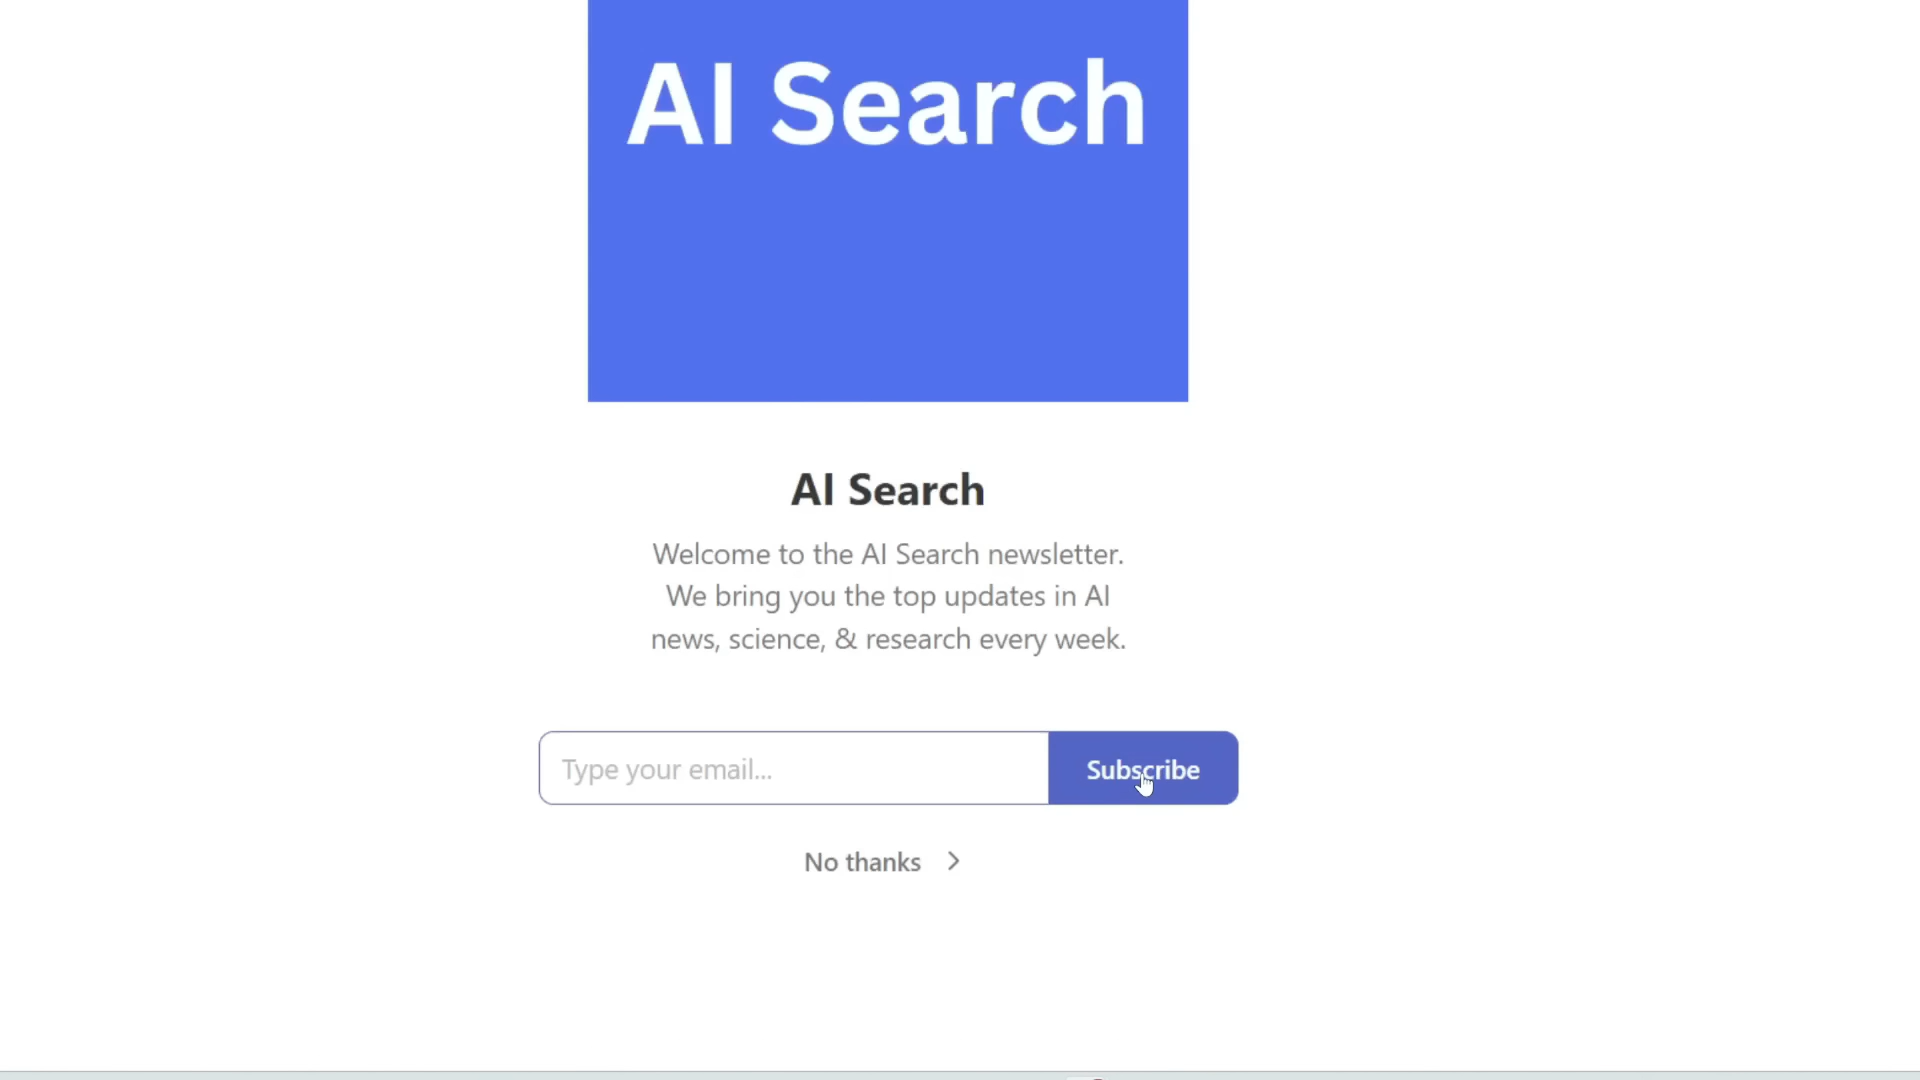 AI Search
AI Search
Welcome to the AI Search newsletter.
We bring you the top updates in AI
news, science, & research every week.
Type your email...
Subscribe
No thanks